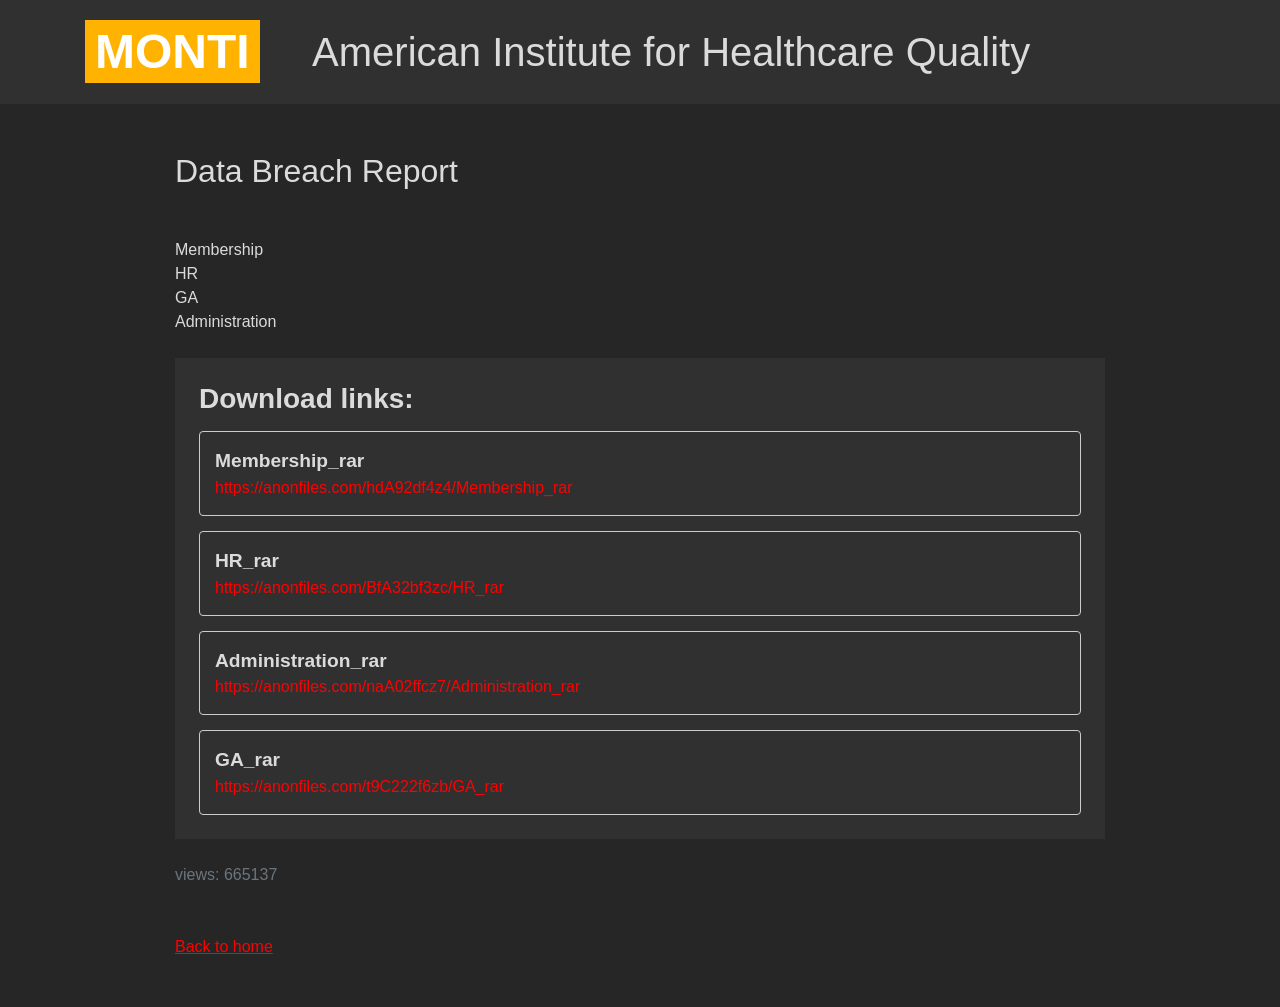 MONTI
American Institute for Healthcare Quality
Data Breach Report
Membership
HR
GA
Administration
Download links:
Membership_rar
https://anonfiles.com/hdA92df4z4/Membership_rar
HR_rar
https://anonfiles.com/BfA32bf3zc/HR_rar
Administration_rar
https://anonfiles.com/naA02ffcz7/Administration_rar
GA_rar
https://anonfiles.com/t9C222f6zb/GA_rar
views: 665137
Back to home